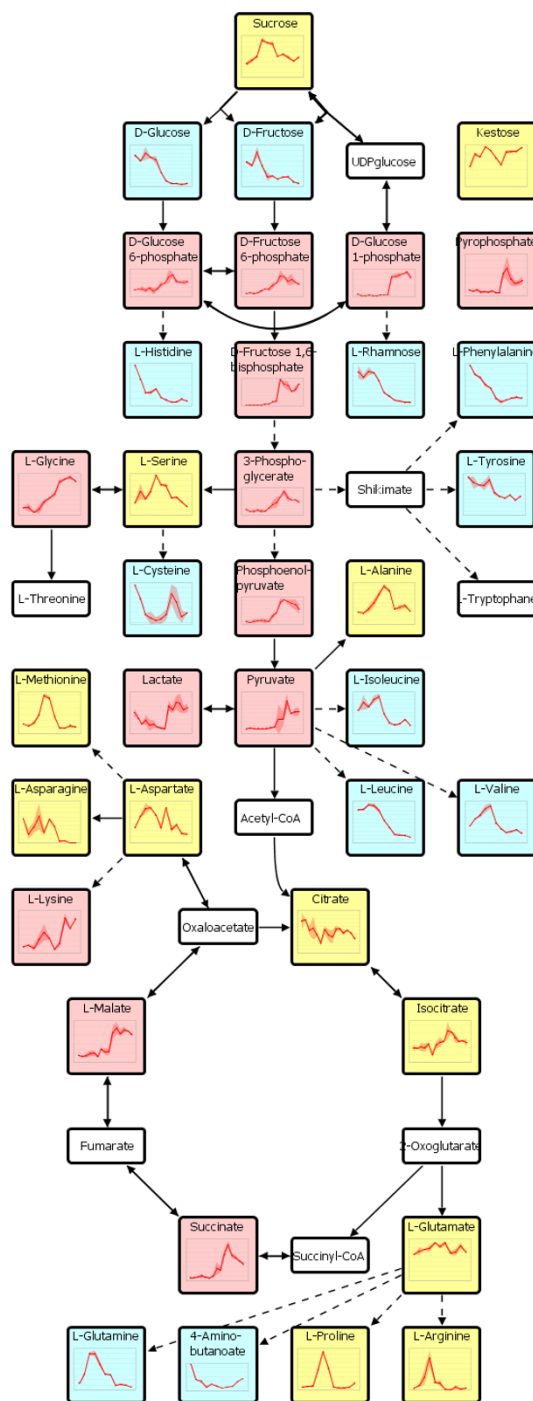 Sucrose
D-Glucose
D-Fructose
UDPglucose
Kestose
D-Glucose
6-phosphate
D-Fructose
6-phosphate
D-Glucose
1-phosphate
Pyrophosphate
L-Histidine
D-Fructose 1,6-
bisphosphate
L-Rhamnose
L-Phenylalanine
L-Glycine
L-Serine
3-Phospho-
glycerate
Shikimate
L-Tyrosine
L-Threonine
L-Cysteine
Phosphoenol-
pyruvate
L-Alanine
L-Tryptophane
L-Methionine
Lactate
Pyruvate
L-Isoleucine
L-Asparagine
L-Aspartate
Acetyl-CoA
L-Leucine
L-Valine
L-Lysine
Oxaloacetate
Citrate
L-Malate
Isocitrate
Fumarate
2-Oxoglutarate
Succinate
Succinyl-CoA
L-Glutamate
L-Glutamine
4-Amino-
butanoate
L-Proline
L-Arginine